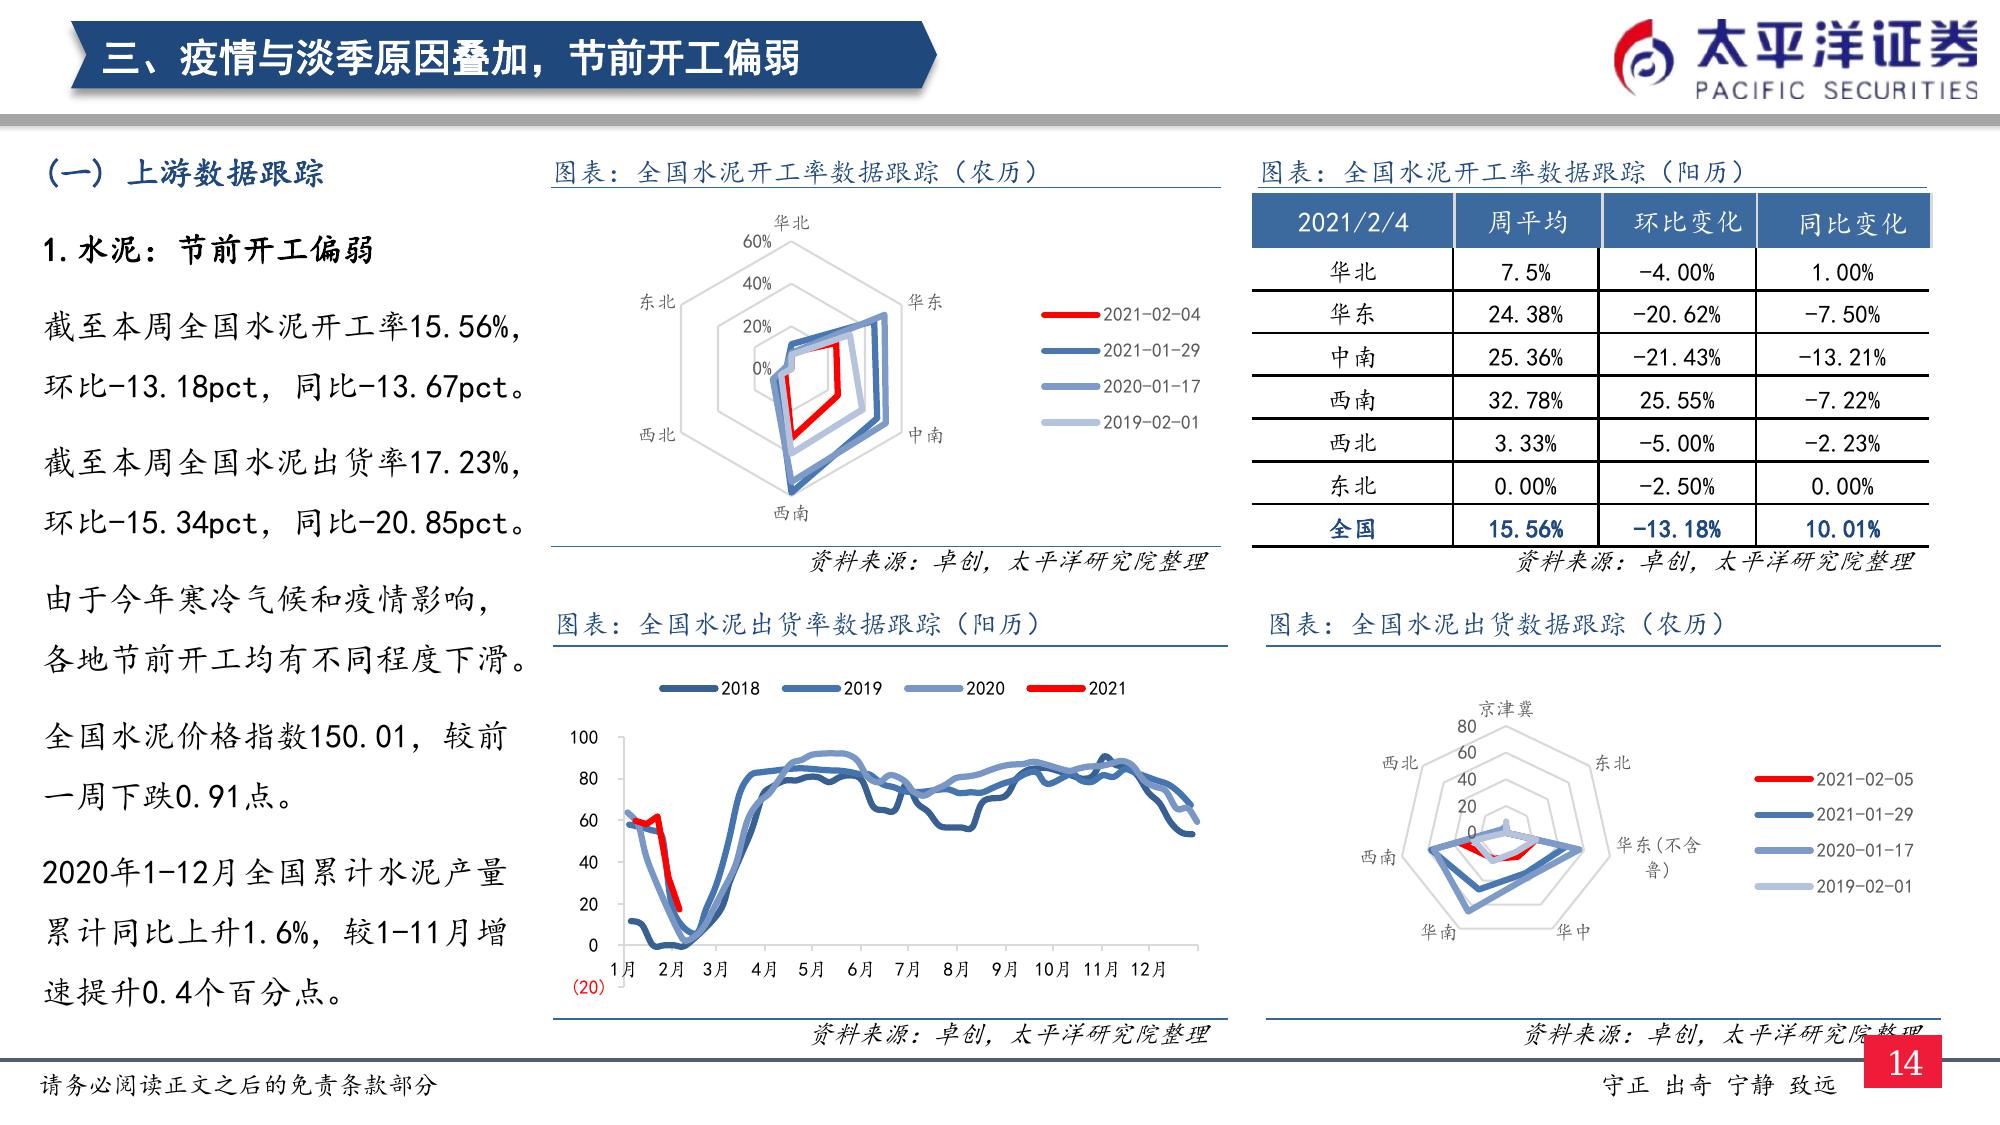 三、疫情与淡季原因叠加，节前开工偏弱
太平洋证券
PACIFIC SECURITIES
(一) 上游数据跟踪
1.水泥：节前开工偏弱
截至本周全国水泥开工率15.56%，
环比-13.18pct，同比-13.67pct。
截至本周全国水泥出货率17.23%，
环比-15.34pct，同比-20.85pct。
由于今年寒冷气候和疫情影响，
各地节前开工均有不同程度下滑。
全国水泥价格指数150.01，较前
一周下跌0.91点。
2020年1-12月全国累计水泥产量
累计同比上升1.6%，较1-11月增
速提升0.4个百分点。
图表：全国水泥开工率数据跟踪（农历）
华北
60%
40%
20%
0%
东北
华东
西北
中南
西南
2021-02-04
2021-01-29
2020-01-17
2019-02-01
资料来源：卓创，太平洋研究院整理
图表：全国水泥开工率数据跟踪（阳历）
2021/2/4 周平均 环比变化 同比变化
华北 7.5% -4.00% 1.00%
华东 24.38% -20.62% -7.50%
中南 25.36% -21.43% -13.21%
西南 32.78% 25.55% -7.22%
西北 3.33% -5.00% -2.23%
东北 0.00% -2.50% 0.00%
全国 15.56% -13.18% 10.01%
资料来源：卓创，太平洋研究院整理
图表：全国水泥出货率数据跟踪（阳历）
2018 2019 2020 2021
100
80
60
40
20
0
(20)
1月 2月 3月 4月 5月 6月 7月 8月 9月 10月 11月 12月
资料来源：卓创，太平洋研究院整理
图表：全国水泥出货数据跟踪（农历）
京津冀
80
60
40
20
0
西北
东北
西南
华东(不含
鲁)
华南
华中
2021-02-05
2021-01-29
2020-01-17
2019-02-01
资料来源：卓创，太平洋研究院整理
请务必阅读正文之后的免责条款部分
守正 出奇 宁静 致远
14